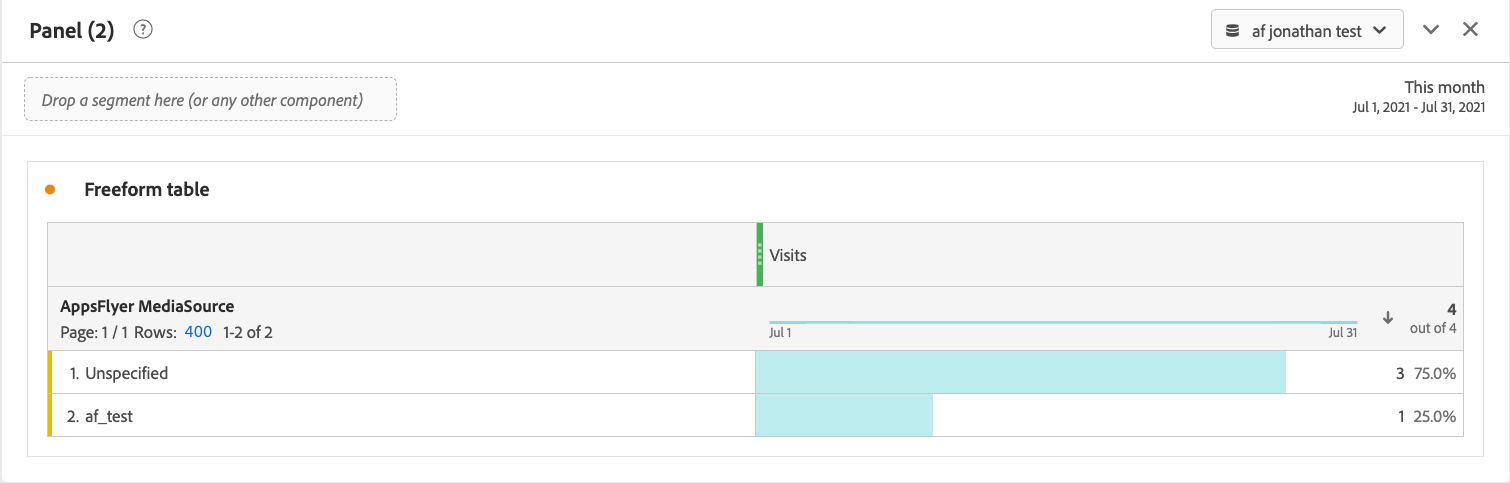 Panel (2) ? af jonathan test
Drop a segment here (or any other component)
This month
Jul 1, 2021 - Jul 31, 2021
Freeform table
Visits
AppsFlyer MediaSource
Page: 1 / 1 Rows: 400 1-2 of 2
Jul 1 Jul 31
4
out of 4
1. Unspecified 3 75.0%
2. af_test 1 25.0%